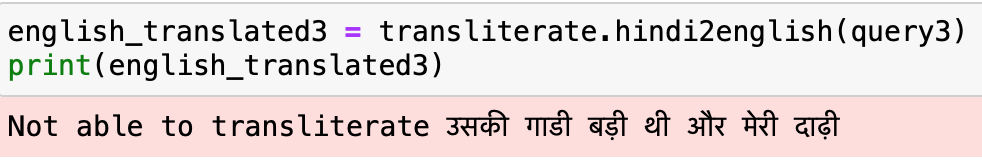 english_translated3 = transliterate.hindi2english(query3)
print(english_translated3)
Not able to transliterate उसकी गाडी बड़ी थी और मेरी दाढ़ी